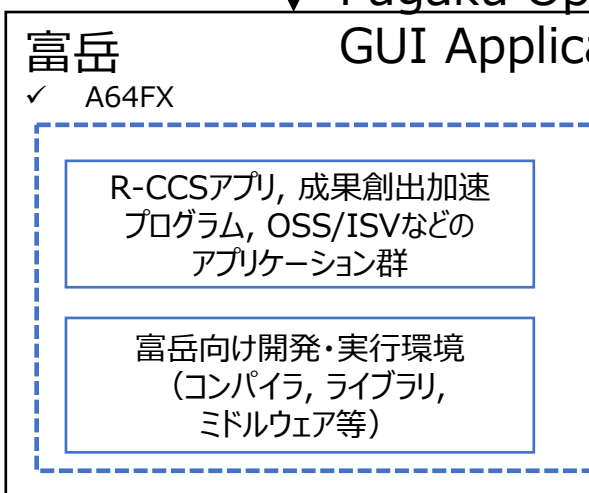 富岳
GUI
✓ A64FX
R-CCSアプリ, 成果創出加速
プログラム, OSS/ISVなどの
アプリケーション群
富岳向け開発・実行環境
（コンパイラ, ライブラリ,
ミドルウェア等）